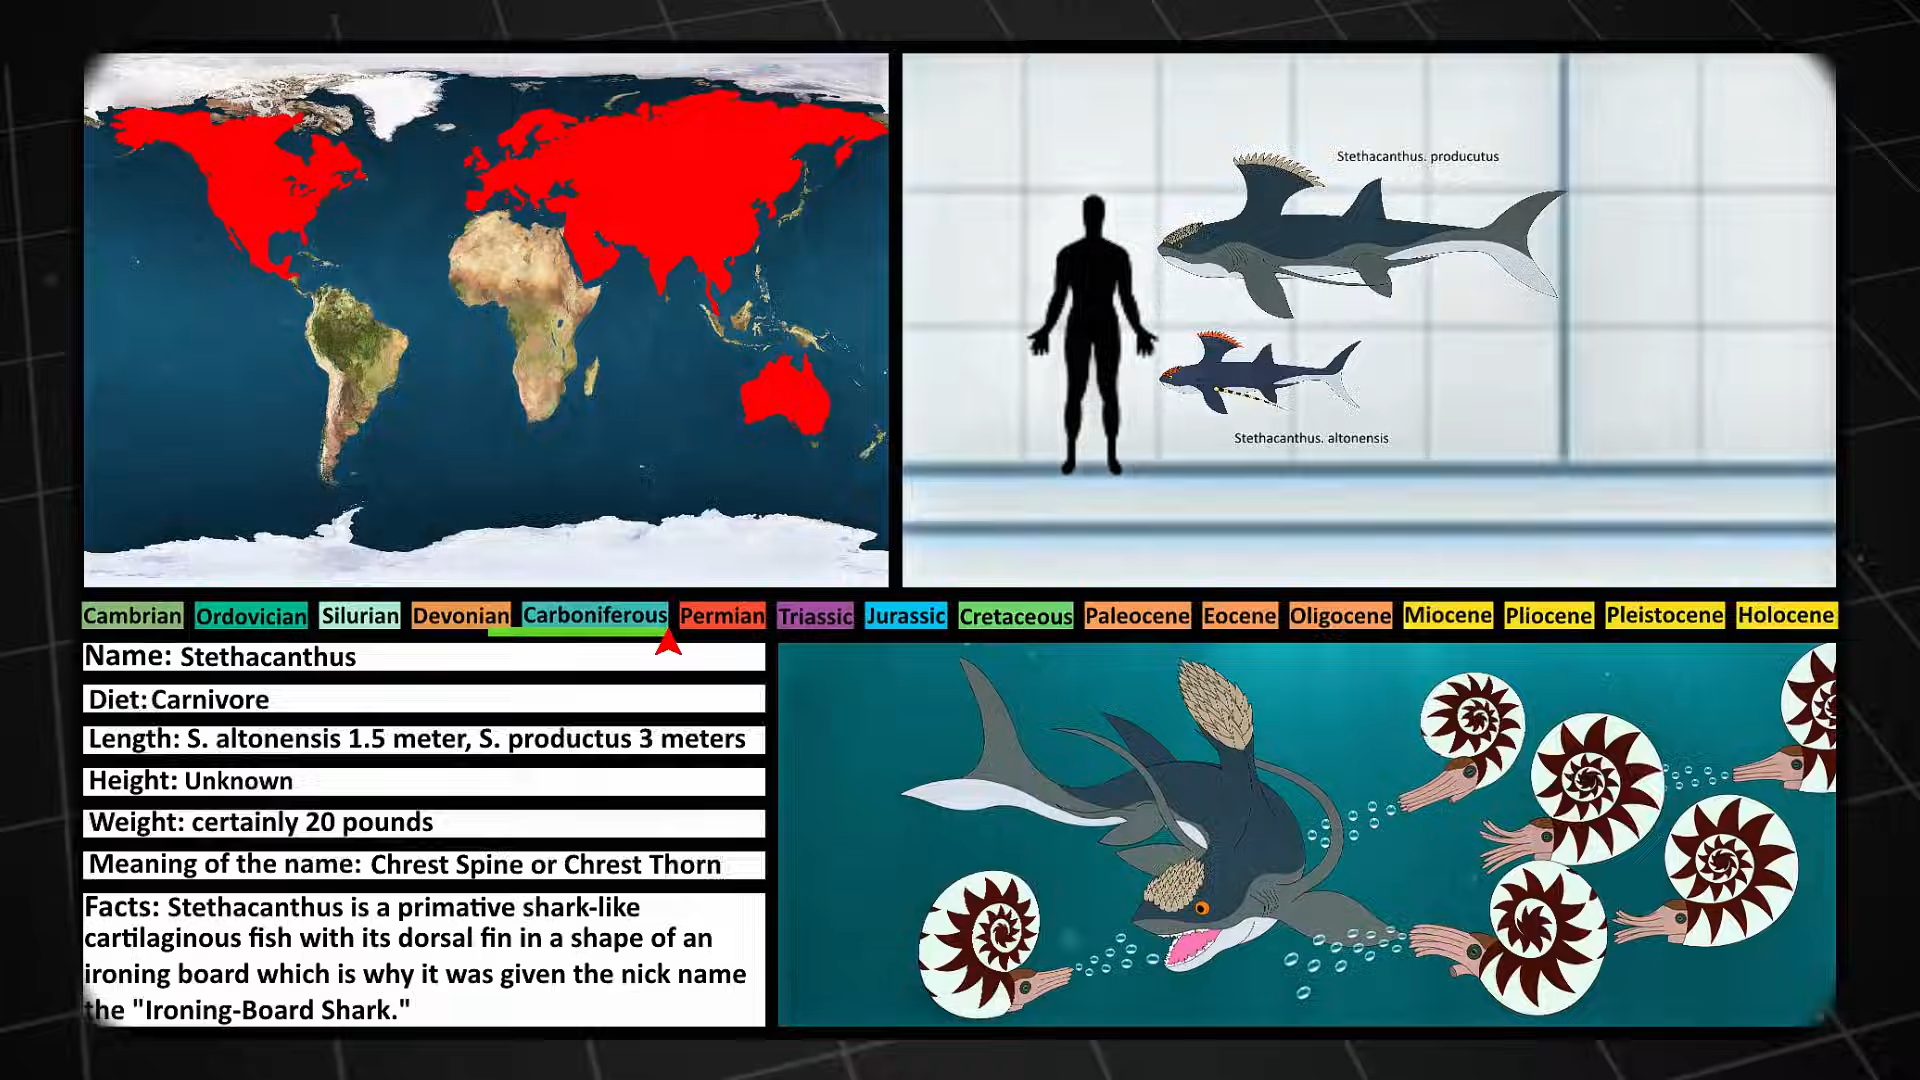 Stethacanthus. producutus
Stethacanthus. altonensis
Cambrian Ordovician Silurian Devonian Carboniferous Permian Triassic Jurassic Cretaceous Paleocene Eocene Oligocene Miocene Pliocene Pleistocene Holocene
Name: Stethacanthus
Diet: Carnivore
Length: S. altonensis 1.5 meter, S. productus 3 meters
Height: Unknown
Weight: certainly 20 pounds
Meaning of the name: Chrest Spine or Chrest Thorn
Facts: Stethacanthus is a primative shark-like
cartilaginous fish with its dorsal fin in a shape of an
ironing board which is why it was given the nick name
the "Ironing-Board Shark."